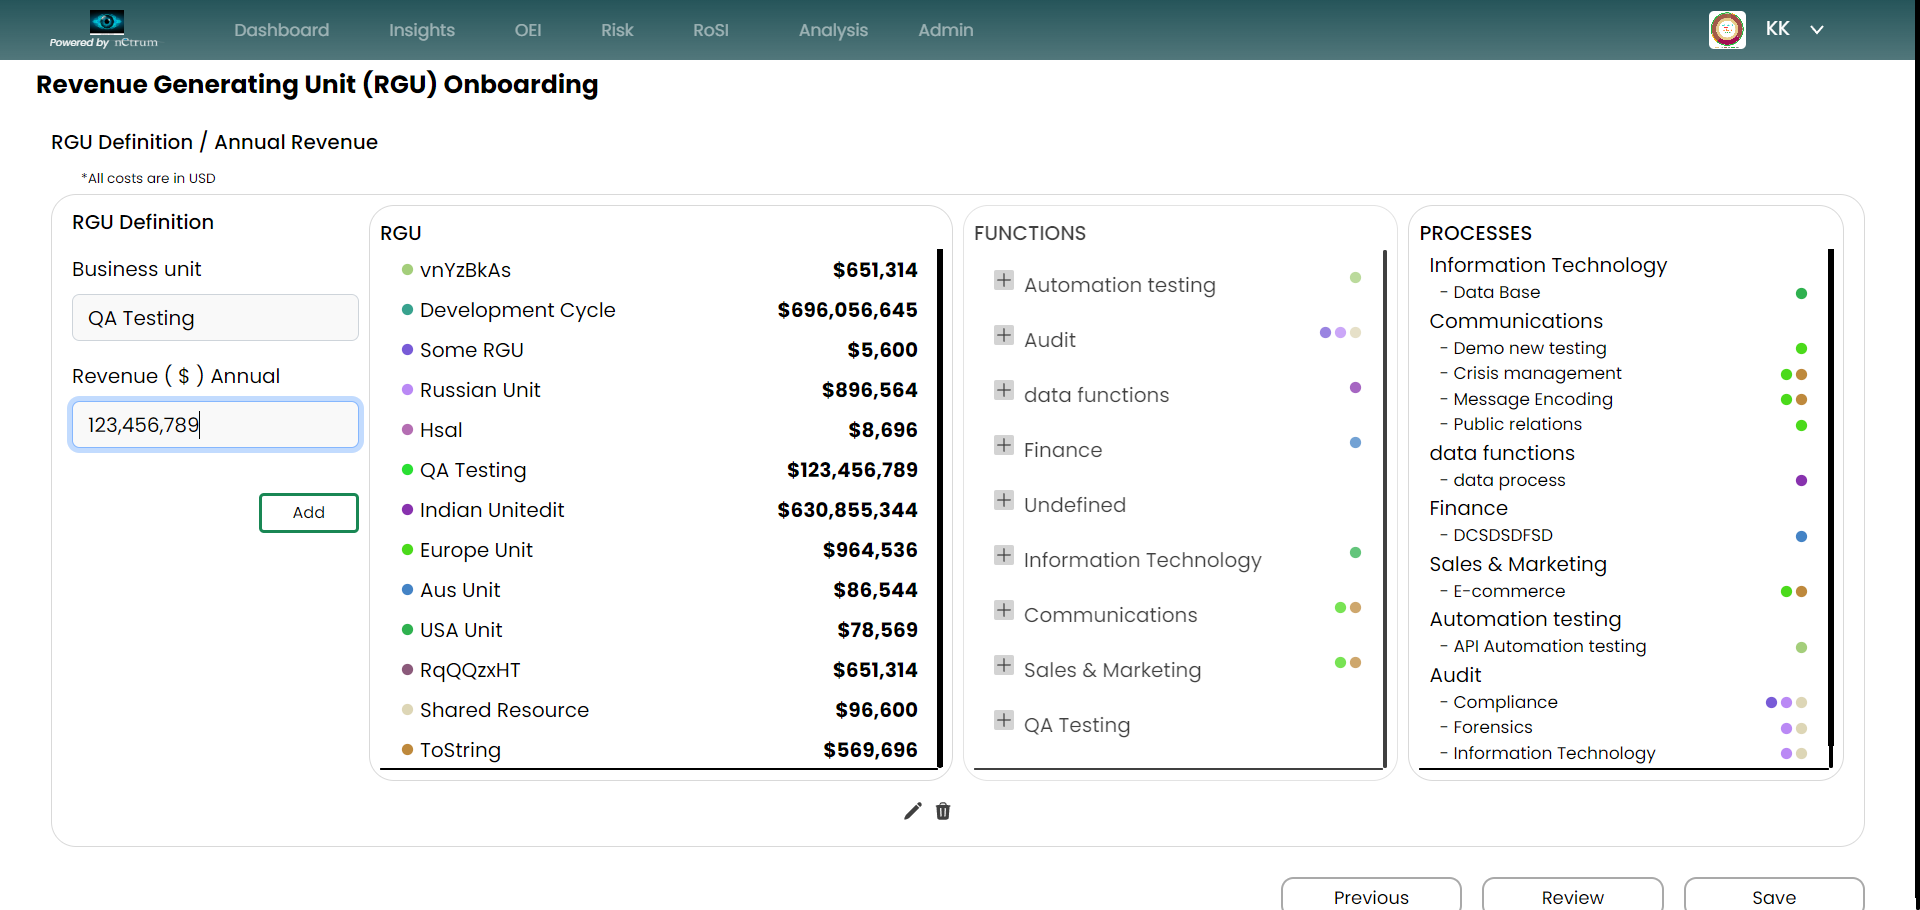 Powered by nCtrum
Dashboard Insights OEI Risk RoSI Analysis Admin KK
Revenue Generating Unit (RGU) Onboarding
RGU Definition / Annual Revenue
*All costs are in USD
RGU Definition
Business unit
QA Testing
Revenue ( $ ) Annual
123,456,789
Add
RGU
vnYzBkAs $651,314
Development Cycle $696,056,645
Some RGU $5,600
Russian Unit $896,564
Hsal $8,696
QA Testing $123,456,789
Indian Unitedit $630,855,344
Europe Unit $964,536
Aus Unit $86,544
USA Unit $78,569
RqQQzxHT $651,314
Shared Resource $96,600
ToString $569,696
FUNCTIONS
Automation testing
Audit
data functions
Finance
Undefined
Information Technology
Communications
Sales & Marketing
QA Testing
PROCESSES
Information Technology
- Data Base
Communications
- Demo new testing
- Crisis management
- Message Encoding
- Public relations
data functions
- data process
Finance
- DCSDSDFSD
Sales & Marketing
- E-commerce
Automation testing
- API Automation testing
Audit
- Compliance
- Forensics
- Information Technology
Previous Review Save